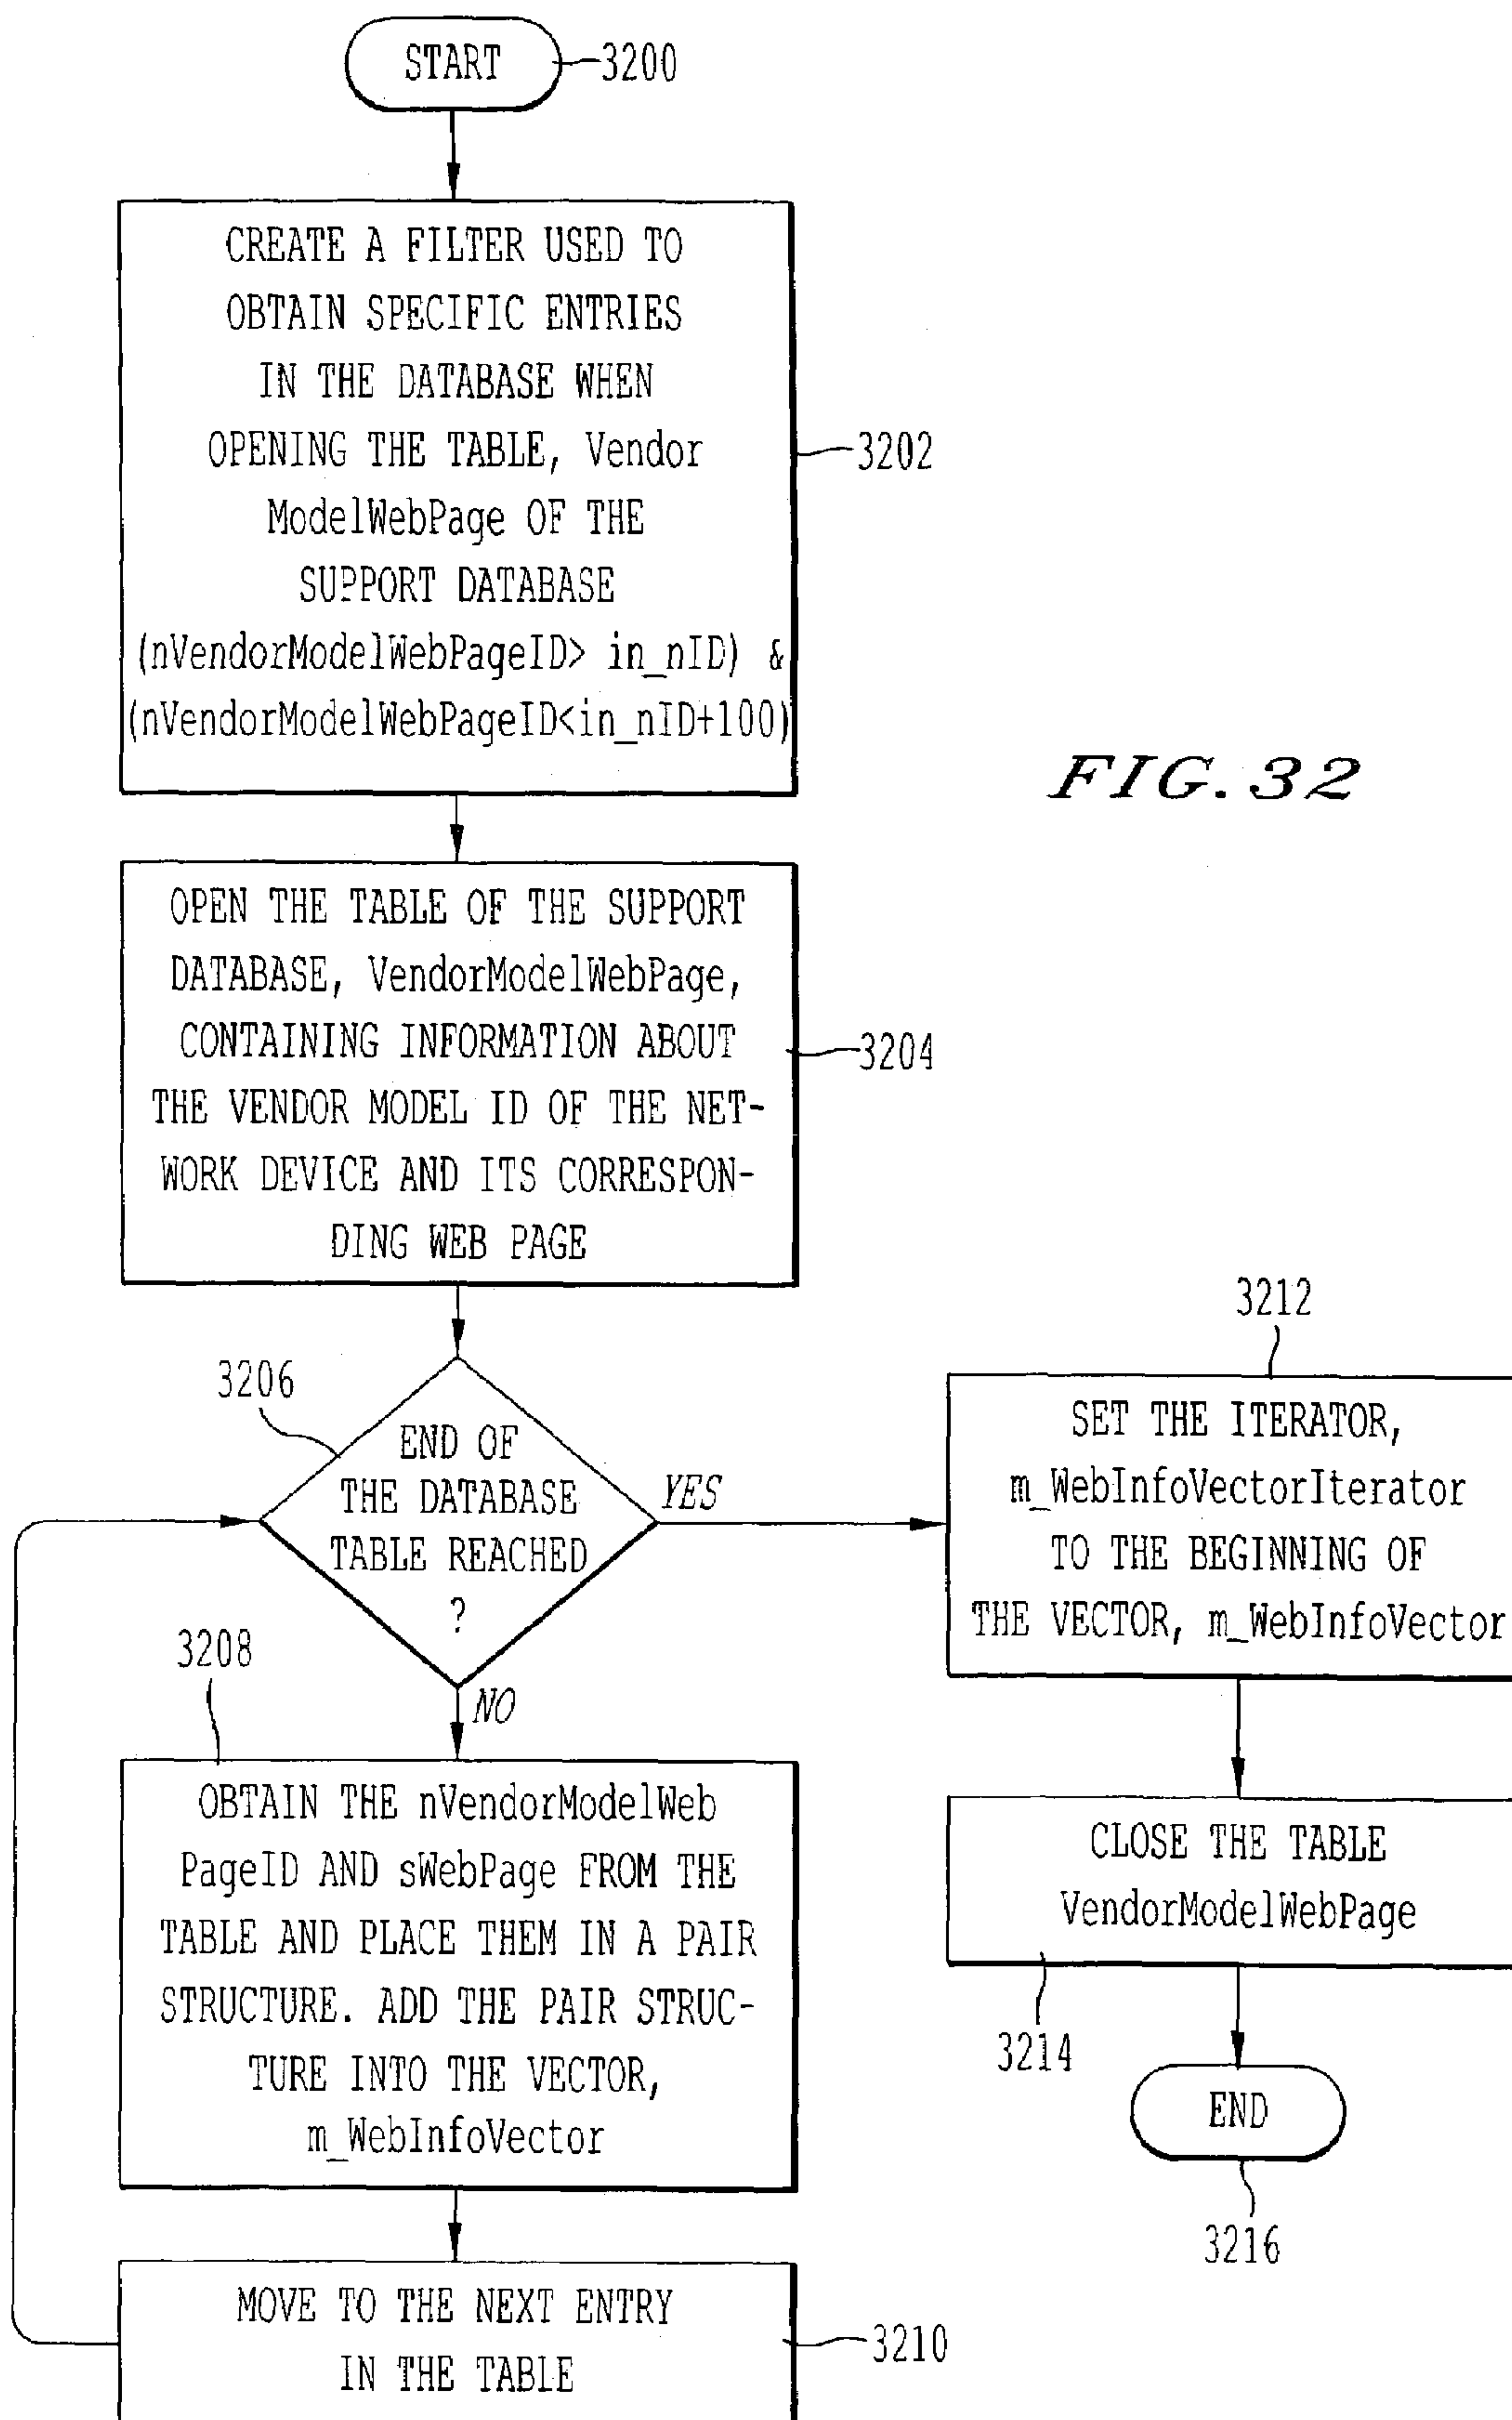 START
3200
CREATE A FILTER USED TO
OBTAIN SPECIFIC ENTRIES
IN THE DATABASE WHEN
OPENING THE TABLE, Vendor
ModelWebPage OF THE
SUPPORT DATABASE
(nVendorModelWebPageID> in_nID) &
(nVendorModelWebPageID<in_nID+100)
3202
FIG. 32
OPEN THE TABLE OF THE SUPPORT
DATABASE, VendorModelWebPage,
CONTAINING INFORMATION ABOUT
THE VENDOR MODEL ID OF THE NET-
WORK DEVICE AND ITS CORRESPON-
DING WEB PAGE
3204
3206
END OF
THE DATABASE
TABLE REACHED
?
YES
NO
3208
OBTAIN THE nVendorModelWeb
PageID AND sWebPage FROM THE
TABLE AND PLACE THEM IN A PAIR
STRUCTURE. ADD THE PAIR STRUC-
TURE INTO THE VECTOR,
m_WebInfoVector
MOVE TO THE NEXT ENTRY
IN THE TABLE
3210
3212
SET THE ITERATOR,
m_WebInfoVectorIterator
TO THE BEGINNING OF
THE VECTOR, m_WebInfoVector
CLOSE THE TABLE
VendorModelWebPage
3214
END
3216